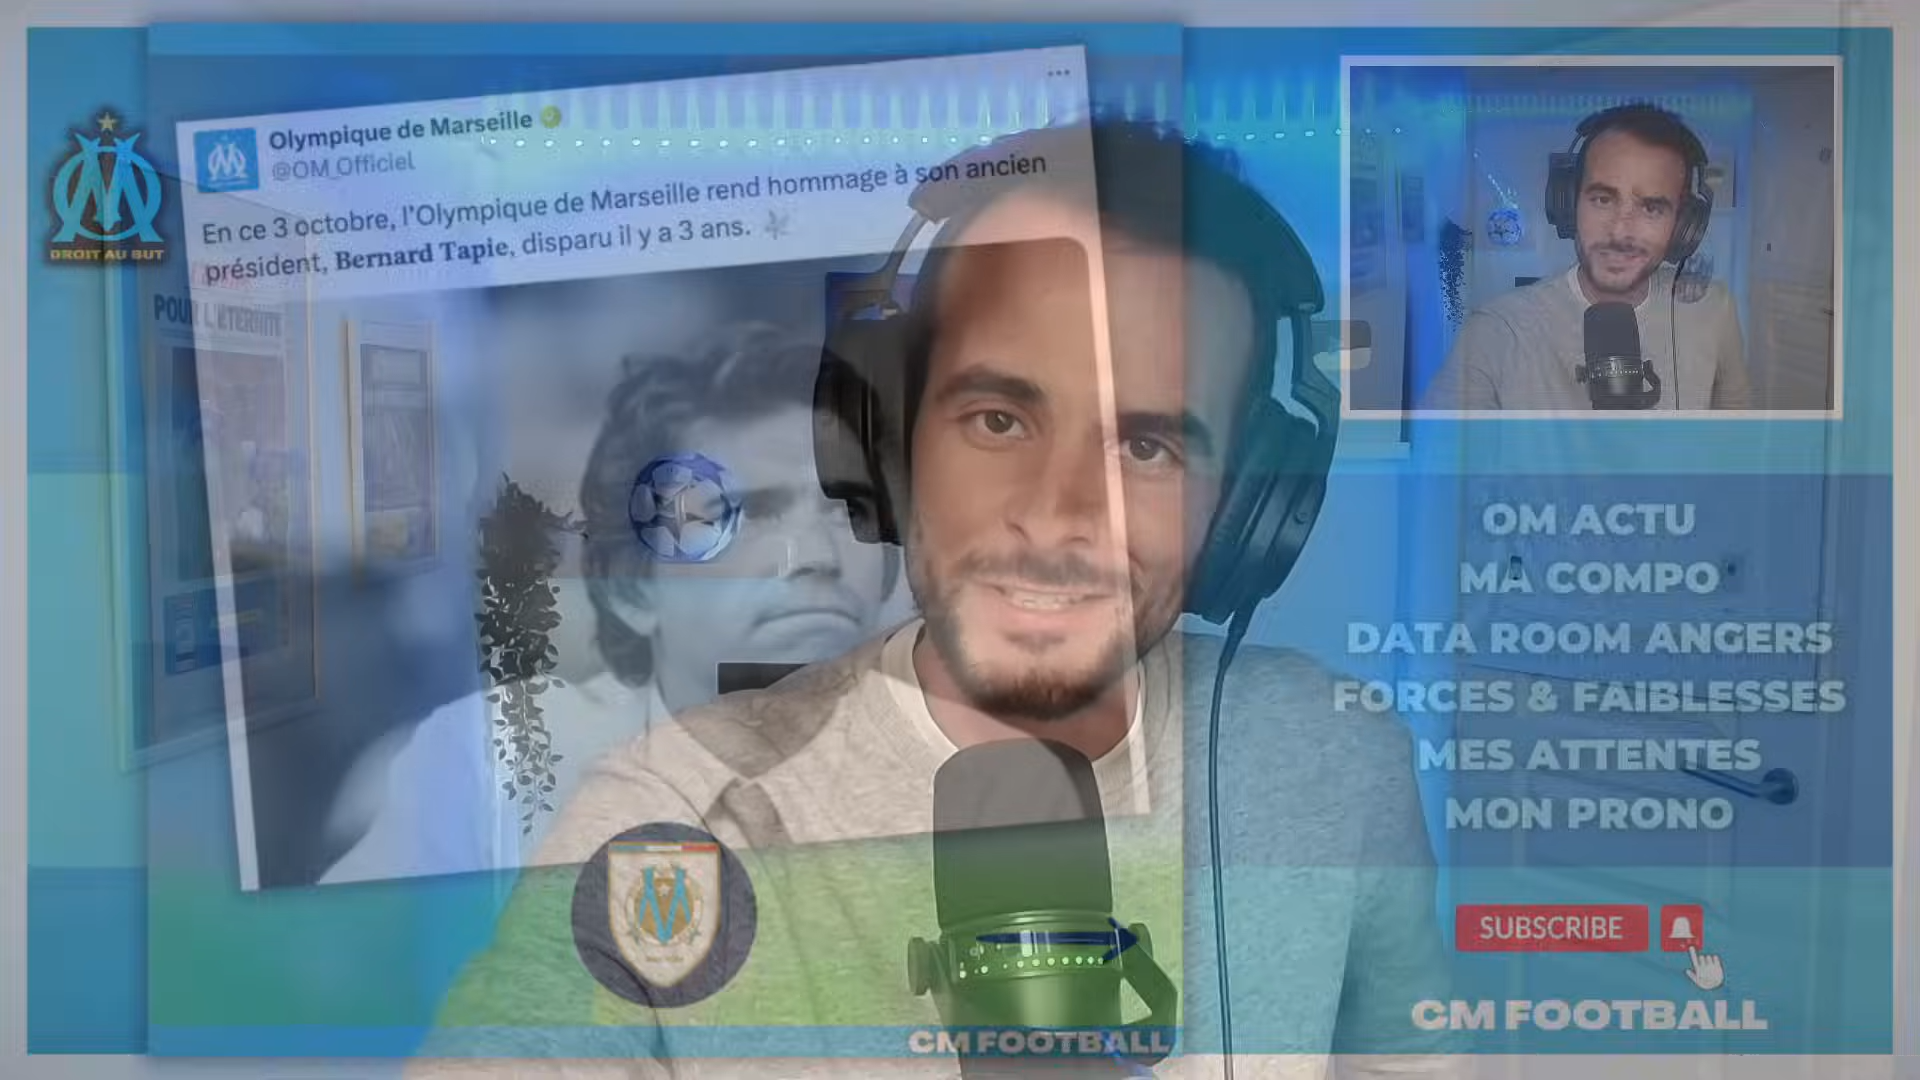 Olympique de Marseille
@OM_Officiel
En ce 3 octobre, l'Olympique de Marseille rend hommage à son ancien
président, Bernard Tapie, disparu il y a 3 ans.
DROIT AU BUT
POUR L'ÉTERNITÉ
OM ACTU
MA COMPO
DATA ROOM ANGERS
FORCES & FAIBLESSES
MES ATTENTES
MON PRONO
SUBSCRIBE
CM FOOTBALL
CM FOOTBALL